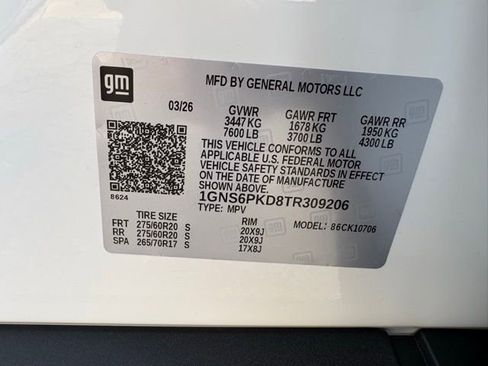 gm
MFD BY GENERAL MOTORS LLC
03/26 GVWR GAWR FRT GAWR RR
3447 KG 1678 KG 1950 KG
7600 LB 3700 LB 4300 LB
THIS VEHICLE CONFORMS TO ALL
APPLICABLE U.S. FEDERAL MOTOR
VEHICLE SAFETY STANDARDS IN EFFECT
ON THE DATE OF MANUFACTURE
SHOWN ABOVE.
8624
1GNS6PKD8TR309206
TYPE: MPV
TIRE SIZE RIM MODEL: 86CK10706
FRT 275/60R20 S 20X9J
RR 275/60R20 S 20X9J
SPA 265/70R17 S 17X8J